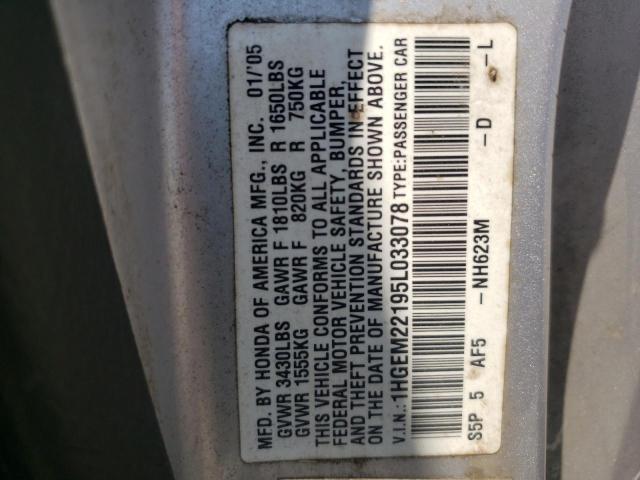 MFD. BY HONDA OF AMERICA MFG., INC. 01/'05
GVWR 3430LBS GAWR F 1810LBS R 1650LBS
GVWR 1555KG GAWR F 820KG R 750KG
THIS VEHICLE CONFORMS TO ALL APPLICABLE
FEDERAL MOTOR VEHICLE SAFETY, BUMPER,
AND THEFT PREVENTION STANDARDS IN EFFECT
ON THE DATE OF MANUFACTURE SHOWN ABOVE.
V.I.N.: 1HGEM22195L033078 TYPE: PASSENGER CAR
S5P 5 AF5 -NH623M -D -L